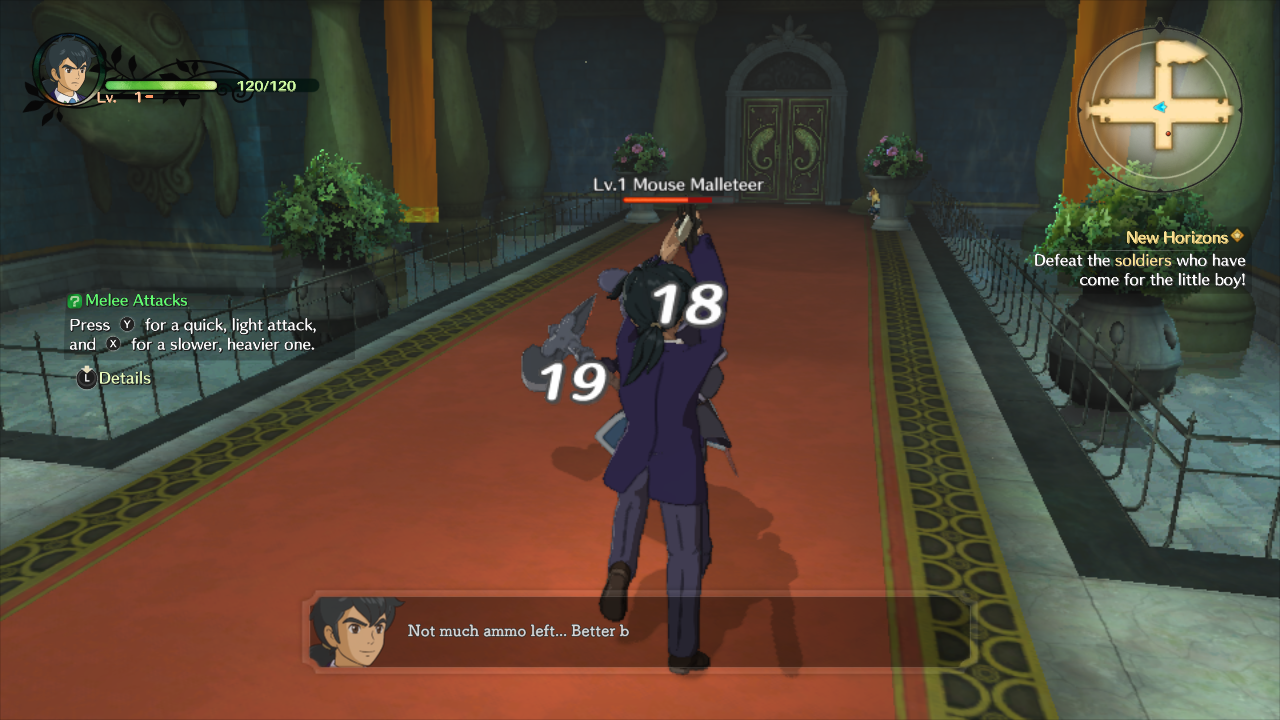 120/120
Lv. 1
Lv.1 Mouse Malleteer
New Horizons
Defeat the soldiers who have
come for the little boy!
18
19
? Melee Attacks
Press Y for a quick, light attack,
and X for a slower, heavier one.
L Details
Not much ammo left... Better b